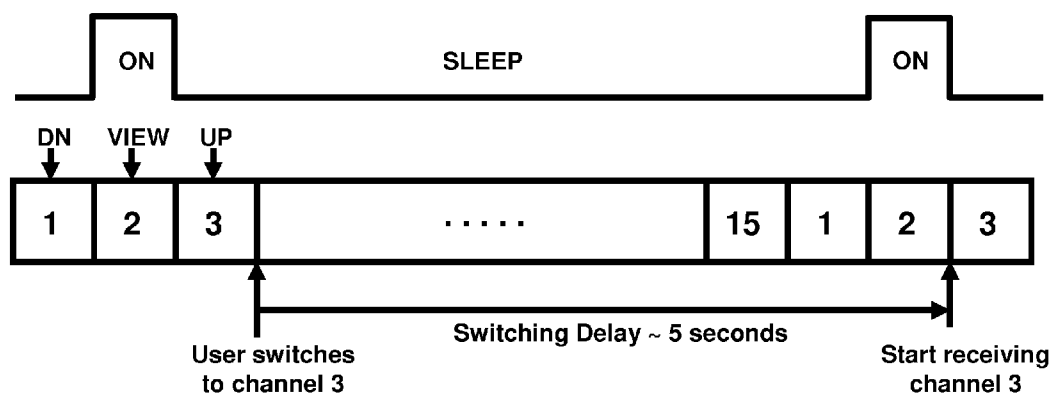 ON SLEEP ON
DN VIEW UP
1 2 3 ..... 15 1 2 3
Switching Delay ~ 5 seconds
User switches
to channel 3
Start receiving
channel 3